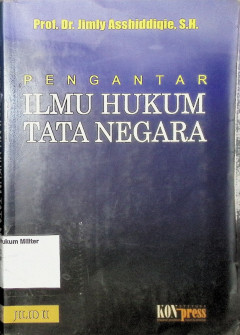 Prof. Dr. Jimly Asshiddiqie, S.H.
PENGANTAR
ILMU HUKUM
TATA NEGARA
Hukum Militer
JILID II
KONpress